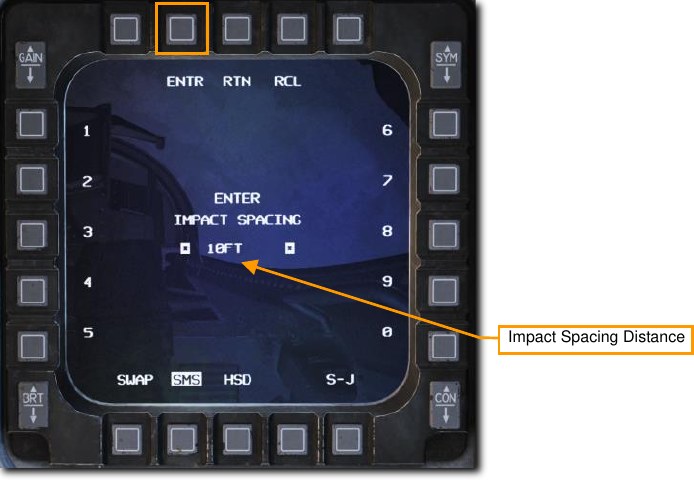 GAIN
SYM
ENTR RTN RCL
1 6
2 7
ENTER
IMPACT SPACING
3 8
10FT
4 9
Impact Spacing Distance
5 0
SWAP SMS HSD S-J
BRT
CON